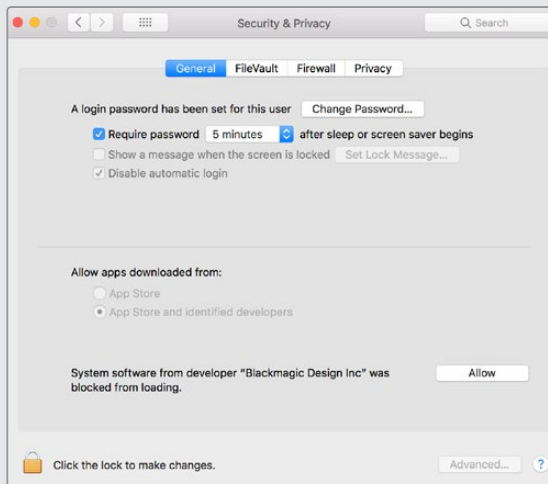 Security & Privacy
Search
General FileVault Firewall Privacy
A login password has been set for this user Change Password...
Require password 5 minutes after sleep or screen saver begins
Show a message when the screen is locked Set Lock Message...
Disable automatic login
Allow apps downloaded from:
App Store
App Store and identified developers
System software from developer “Blackmagic Design Inc” was Allow
blocked from loading.
Click the lock to make changes. Advanced... ?